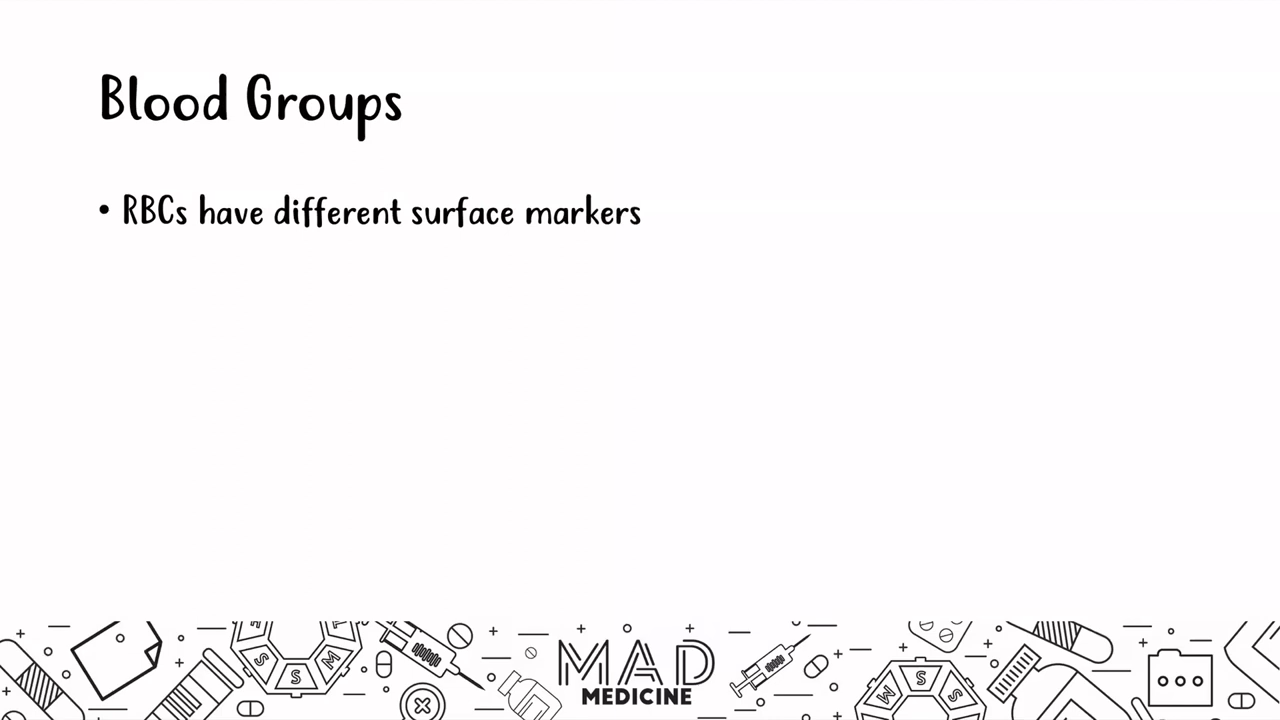 Blood Groups
• RBCs have different surface markers
S
S
M
MAD
MEDICINE
M
S
S